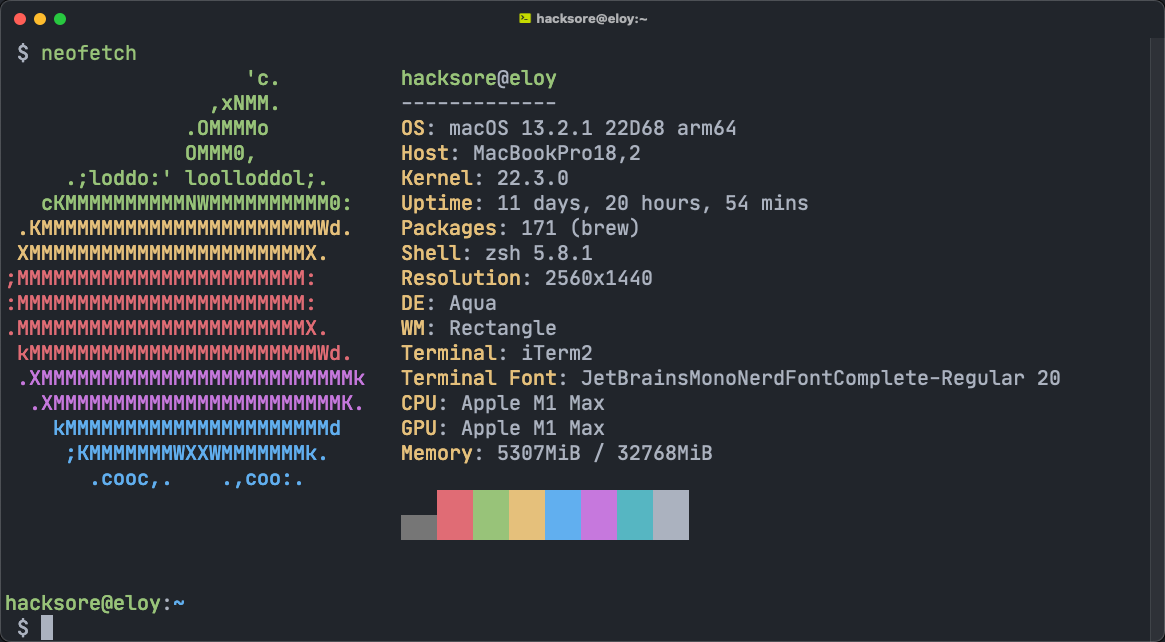 hacksore@eloy:~
$ neofetch
                    'c.          hacksore@eloy
                 ,xNMM.          -------------
               .OMMMMo           OS: macOS 13.2.1 22D68 arm64
               OMMM0,            Host: MacBookPro18,2
     .;loddo:' loolloddol;.      Kernel: 22.3.0
   cKMMMMMMMMMMNWMMMMMMMMMM0:    Uptime: 11 days, 20 hours, 54 mins
 .KMMMMMMMMMMMMMMMMMMMMMMMWd.    Packages: 171 (brew)
 XMMMMMMMMMMMMMMMMMMMMMMMX.      Shell: zsh 5.8.1
;MMMMMMMMMMMMMMMMMMMMMMMM:       Resolution: 2560x1440
:MMMMMMMMMMMMMMMMMMMMMMMM:       DE: Aqua
.MMMMMMMMMMMMMMMMMMMMMMMMX.      WM: Rectangle
 kMMMMMMMMMMMMMMMMMMMMMMMMWd.    Terminal: iTerm2
 .XMMMMMMMMMMMMMMMMMMMMMMMMMMk   Terminal Font: JetBrainsMonoNerdFontComplete-Regular 20
  .XMMMMMMMMMMMMMMMMMMMMMMMMK.   CPU: Apple M1 Max
    kMMMMMMMMMMMMMMMMMMMMMMd     GPU: Apple M1 Max
     ;KMMMMMMMWXXWMMMMMMMk.      Memory: 5307MiB / 32768MiB
       .cooc,.    .,coo:.
hacksore@eloy:~
$